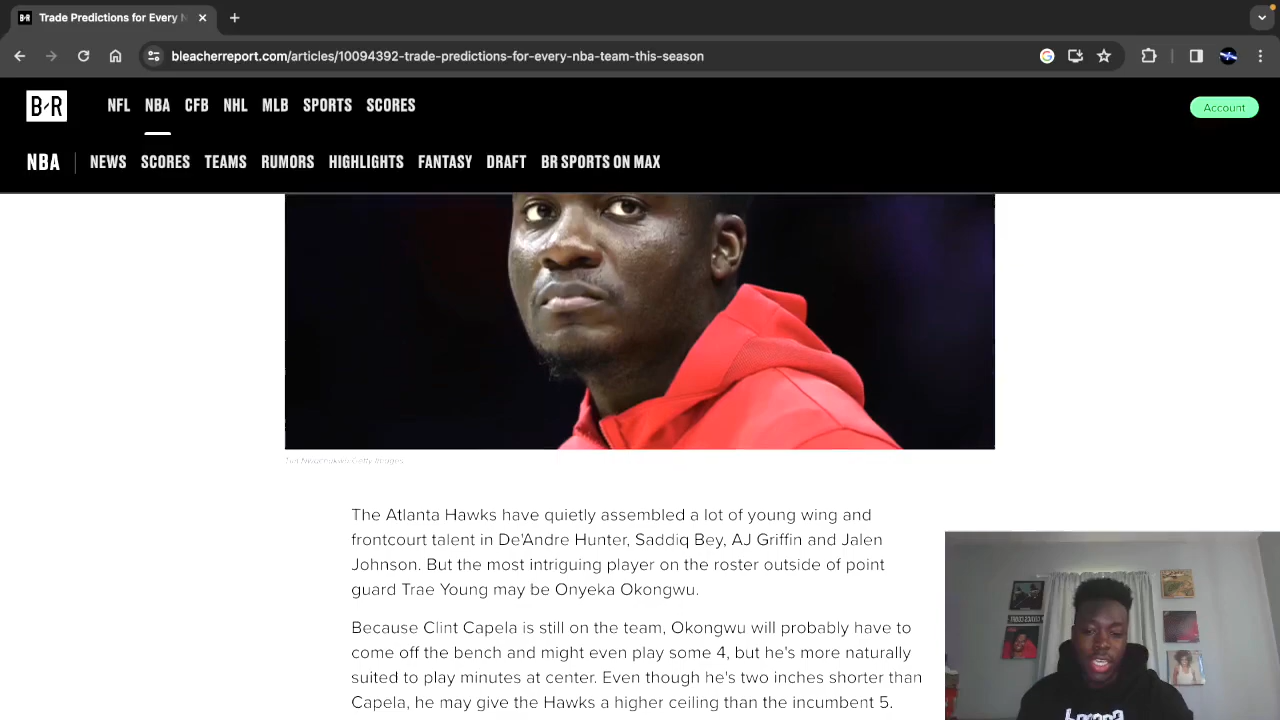 B-R
Trade Predictions for Every N
bleacherreport.com/articles/10094392-trade-predictions-for-every-nba-team-this-season
B-R
NFL NBA CFB NHL MLB SPORTS SCORES
Account
NBA NEWS SCORES TEAMS RUMORS HIGHLIGHTS FANTASY DRAFT BR SPORTS ON MAX
The Atlanta Hawks have quietly assembled a lot of young wing and
frontcourt talent in De'Andre Hunter, Saddiq Bey, AJ Griffin and Jalen
Johnson. But the most intriguing player on the roster outside of point
guard Trae Young may be Onyeka Okongwu.
Because Clint Capela is still on the team, Okongwu will probably have to
come off the bench and might even play some 4, but he's more naturally
suited to play minutes at center. Even though he's two inches shorter than
Capela, he may give the Hawks a higher ceiling than the incumbent 5.